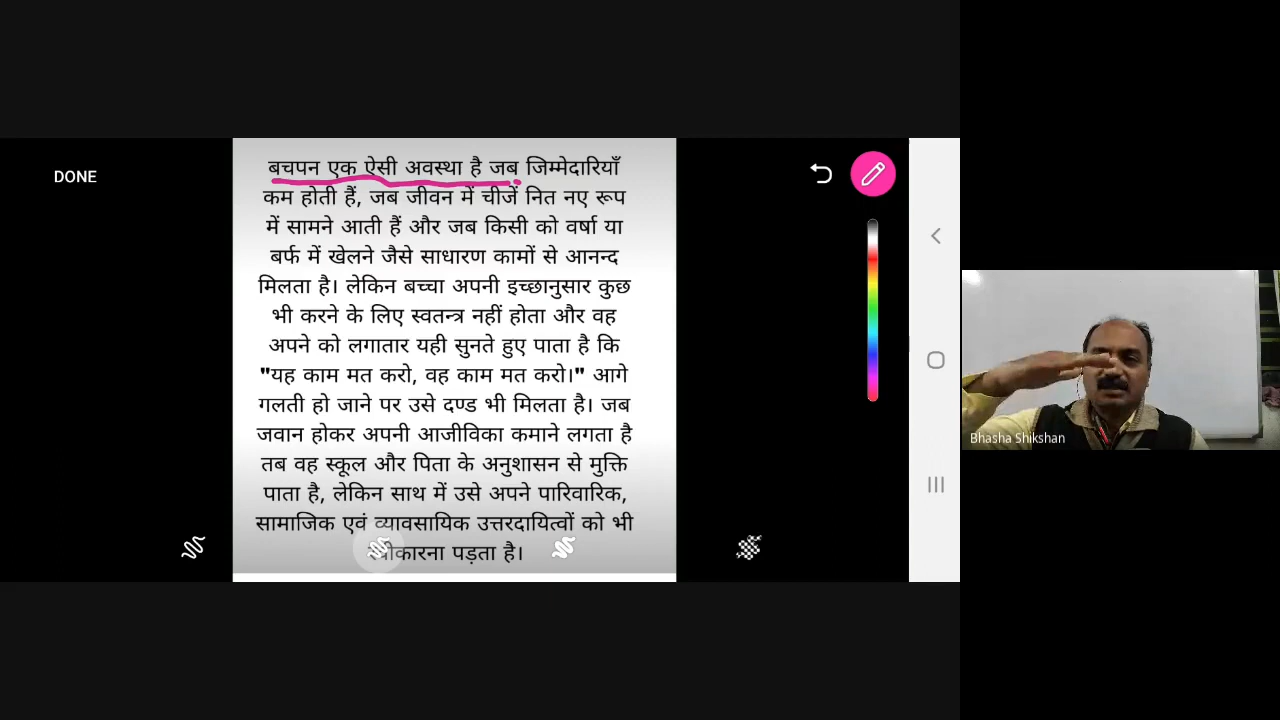 DONE
बचपन एक ऐसी अवस्था है जब जिम्मेदारियाँ
कम होती हैं, जब जीवन में चीजें नित नए रूप
में सामने आती हैं और जब किसी को वर्षा या
बर्फ में खेलने जैसे साधारण कामों से आनन्द
मिलता है। लेकिन बच्चा अपनी इच्छानुसार कुछ
भी करने के लिए स्वतन्त्र नहीं होता और वह
अपने को लगातार यही सुनते हुए पाता है कि
"यह काम मत करो, वह काम मत करो।" आगे
गलती हो जाने पर उसे दण्ड भी मिलता है। जब
जवान होकर अपनी आजीविका कमाने लगता है
तब वह स्कूल और पिता के अनुशासन से मुक्ति
पाता है, लेकिन साथ में उसे अपने पारिवारिक,
सामाजिक एवं व्यावसायिक उत्तरदायित्वों को भी
स्वीकारना पड़ता है।
Bhasha Shikshan